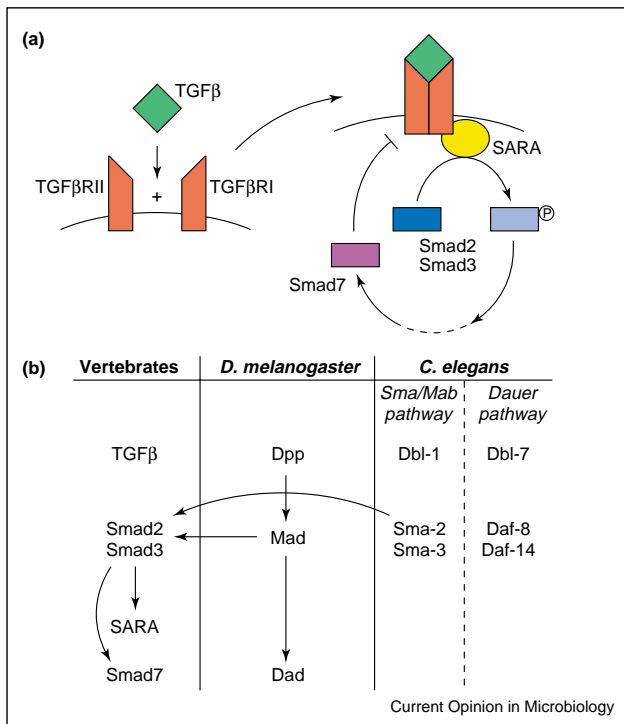 (a)
TGFβ
TGFβRII
+
TGFβRI
SARA
P
Smad2
Smad3
Smad7
(b)
Vertebrates D. melanogaster C. elegans
Sma/Mab pathway
Dauer pathway
TGFβ Dpp Dbl-1 Dbl-7
Smad2
Smad3
Mad
Sma-2
Sma-3
Daf-8
Daf-14
SARA
Smad7 Dad
Current Opinion in Microbiology